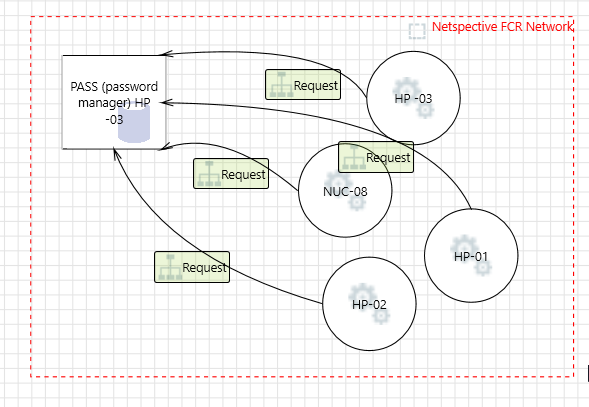 Netspective FCR Network
PASS (password
manager) HP
-03
Request
HP -03
Request
Request
NUC-08
HP-01
Request
HP-02